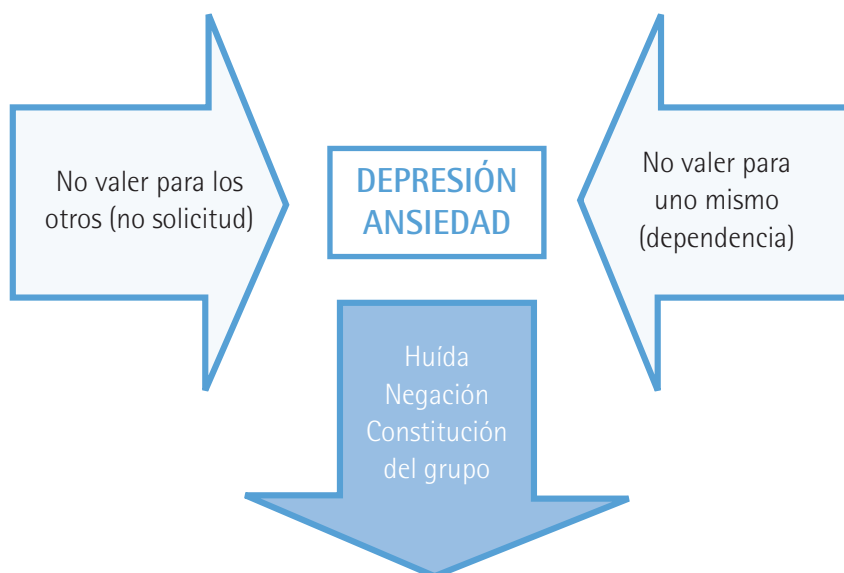 No valer para los
otros (no solicitud)
DEPRESIÓN
ANSIEDAD
No valer para
uno mismo
(dependencia)
Huída
Negación
Constitución
del grupo